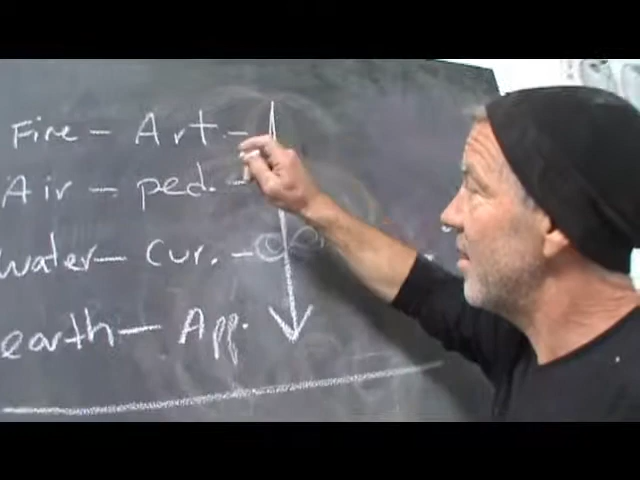 Fire – Art –
Air – ped. –
water – cur. –
earth – App.